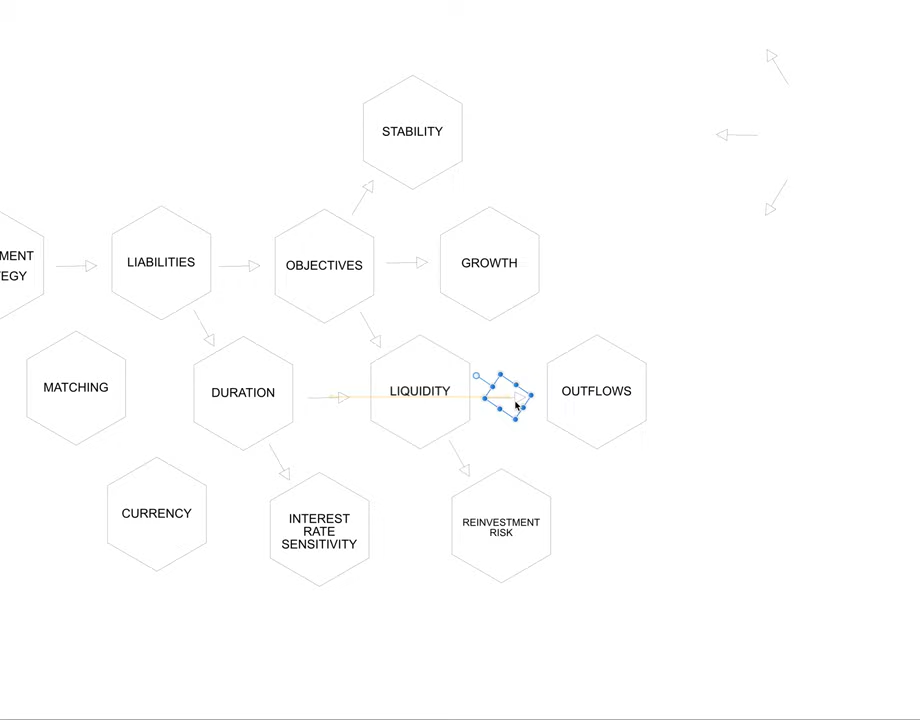 STABILITY
MENT
EGY
LIABILITIES
OBJECTIVES
GROWTH
MATCHING
DURATION
LIQUIDITY
OUTFLOWS
CURRENCY
INTEREST
RATE
SENSITIVITY
REINVESTMENT
RISK